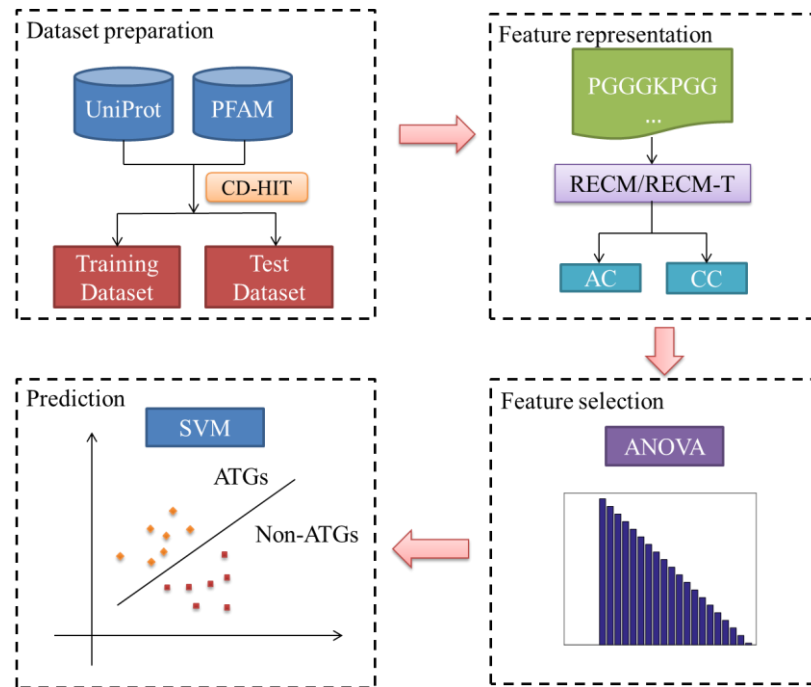 Dataset preparation
UniProt
PFAM
CD-HIT
Training
Dataset
Test
Dataset
Feature representation
PGGGKPGG
...
RECM/RECM-T
AC
CC
Feature selection
ANOVA
Prediction
SVM
ATGs
Non-ATGs